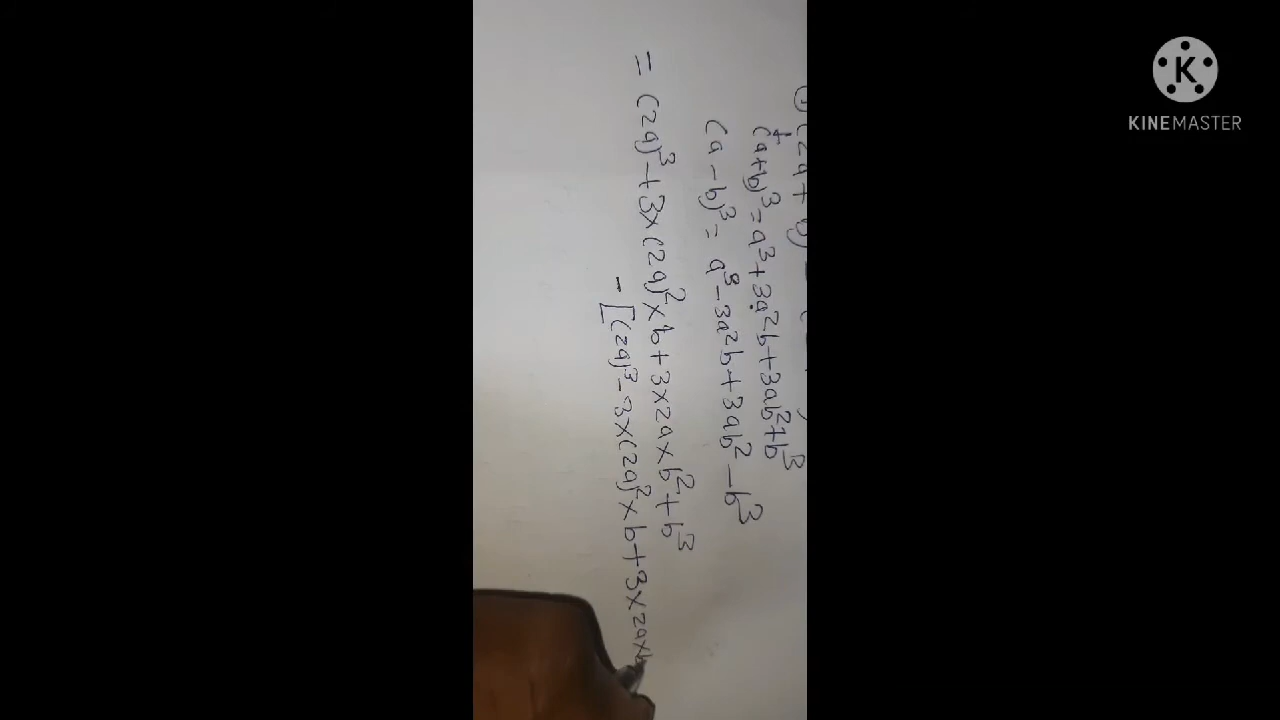 (2a+b)
(a+b)³=a³+3a²b+3ab²+b³
(a-b)³=a³-3a²b+3ab²-b³
=(2a)³+3×(2a)²×b+3×2a×b²+b³
-[(2a)³-3×(2a)²×b+3×2a×b
K
KINEMASTER